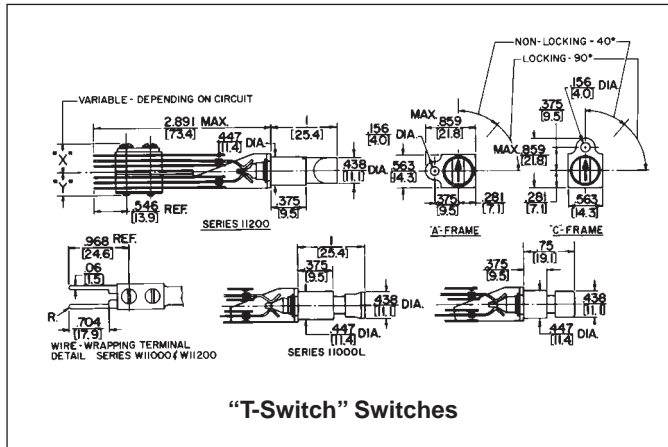 NON-LOCKING-40°
LOCKING-90°
VARIABLE-DEPENDING ON CIRCUIT
2.891 MAX.
[73.4]
1
[25.4]
.447 DIA.
[11.4]
"X"
"Y"
.546 REF.
[13.9]
.375
[9.5]
.438 DIA.
[11.1]
SERIES 11200
MAX. .859
[21.8]
.156 DIA.
[4.0]
.563
[14.3]
.375
[9.5]
.281
[7.1]
"A"-FRAME
.156 DIA.
[4.0]
.375
[9.5]
MAX. .859
[21.8]
.281
[7.1]
.563
[14.3]
"C"-FRAME
.968 REF.
[24.6]
.06
[1.5]
R.
.704
[17.9]
WIRE-WRAPPING TERMINAL
DETAIL SERIES W11000 & W11200
1
[25.4]
.375
[9.5]
.438 DIA.
[11.1]
.447 DIA.
[11.4]
SERIES 11000L
.75
[19.1]
.375
[9.5]
.438
[11.1]
.447 DIA.
[11.4]
“T-Switch” Switches